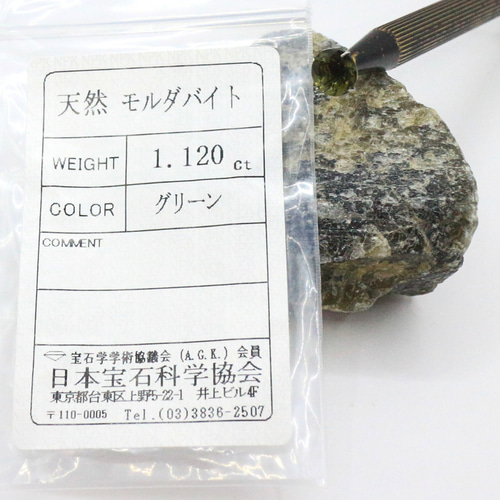 天然 モルダバイト
WEIGHT 1.120 ct
COLOR グリーン
COMMENT
宝石学学術協議会 (A.G.K.) 会員
日本宝石科学協会
東京都台東区上野5-22-1 井上ビル4F
〒110-0005 Tel.(03)3836-2507